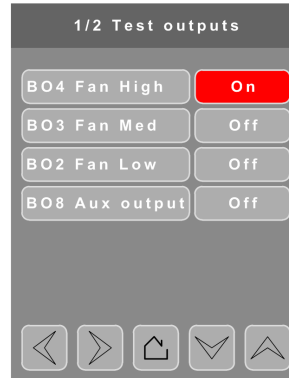 1/2 Test outputs
BO4 Fan High On
BO3 Fan Med Off
BO2 Fan Low Off
BO8 Aux output Off